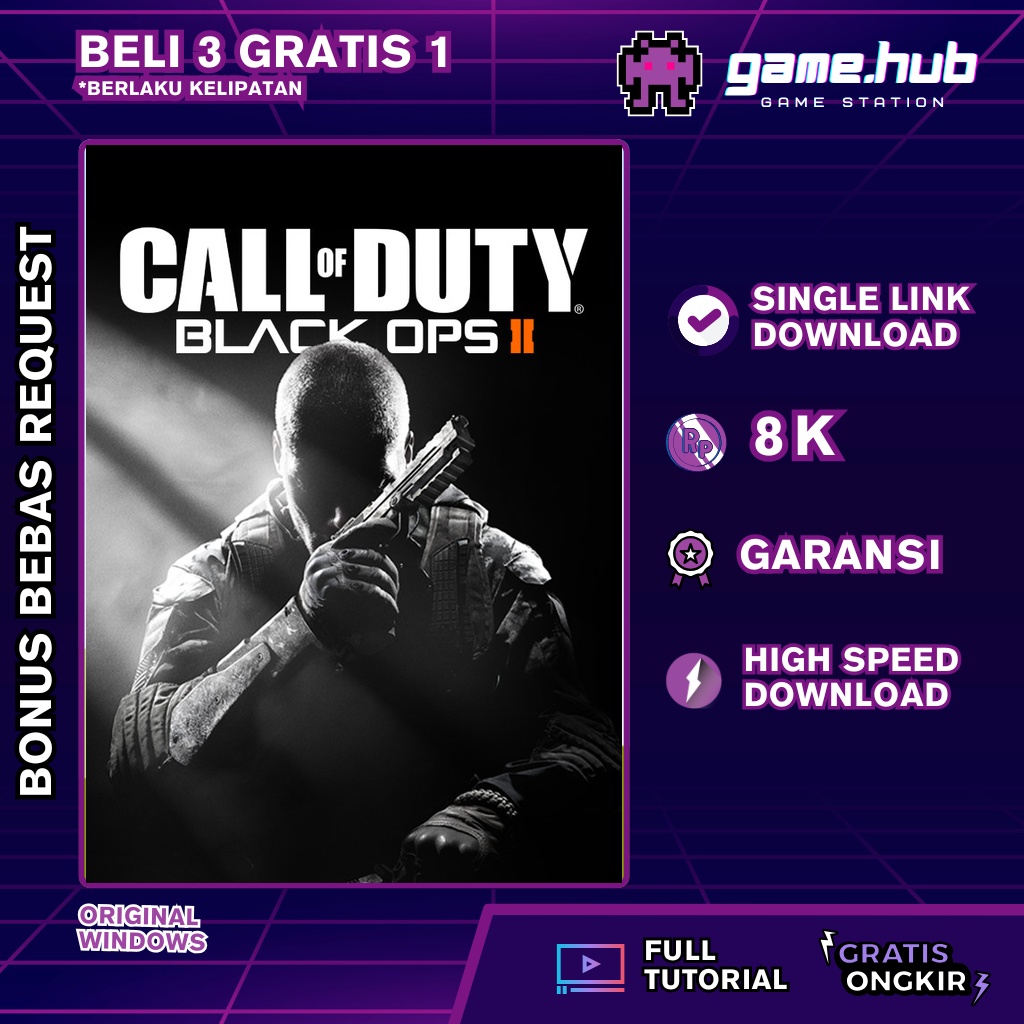 BELI 3 GRATIS 1
*BERLAKU KELIPATAN
game.hub
GAME STATION
BONUS BEBAS REQUEST
CALL OF DUTY®
BLACK OPS II
SINGLE LINK
DOWNLOAD
Rp 8K
GARANSI
HIGH SPEED
DOWNLOAD
ORIGINAL
WINDOWS
FULL
TUTORIAL
GRATIS
ONGKIR